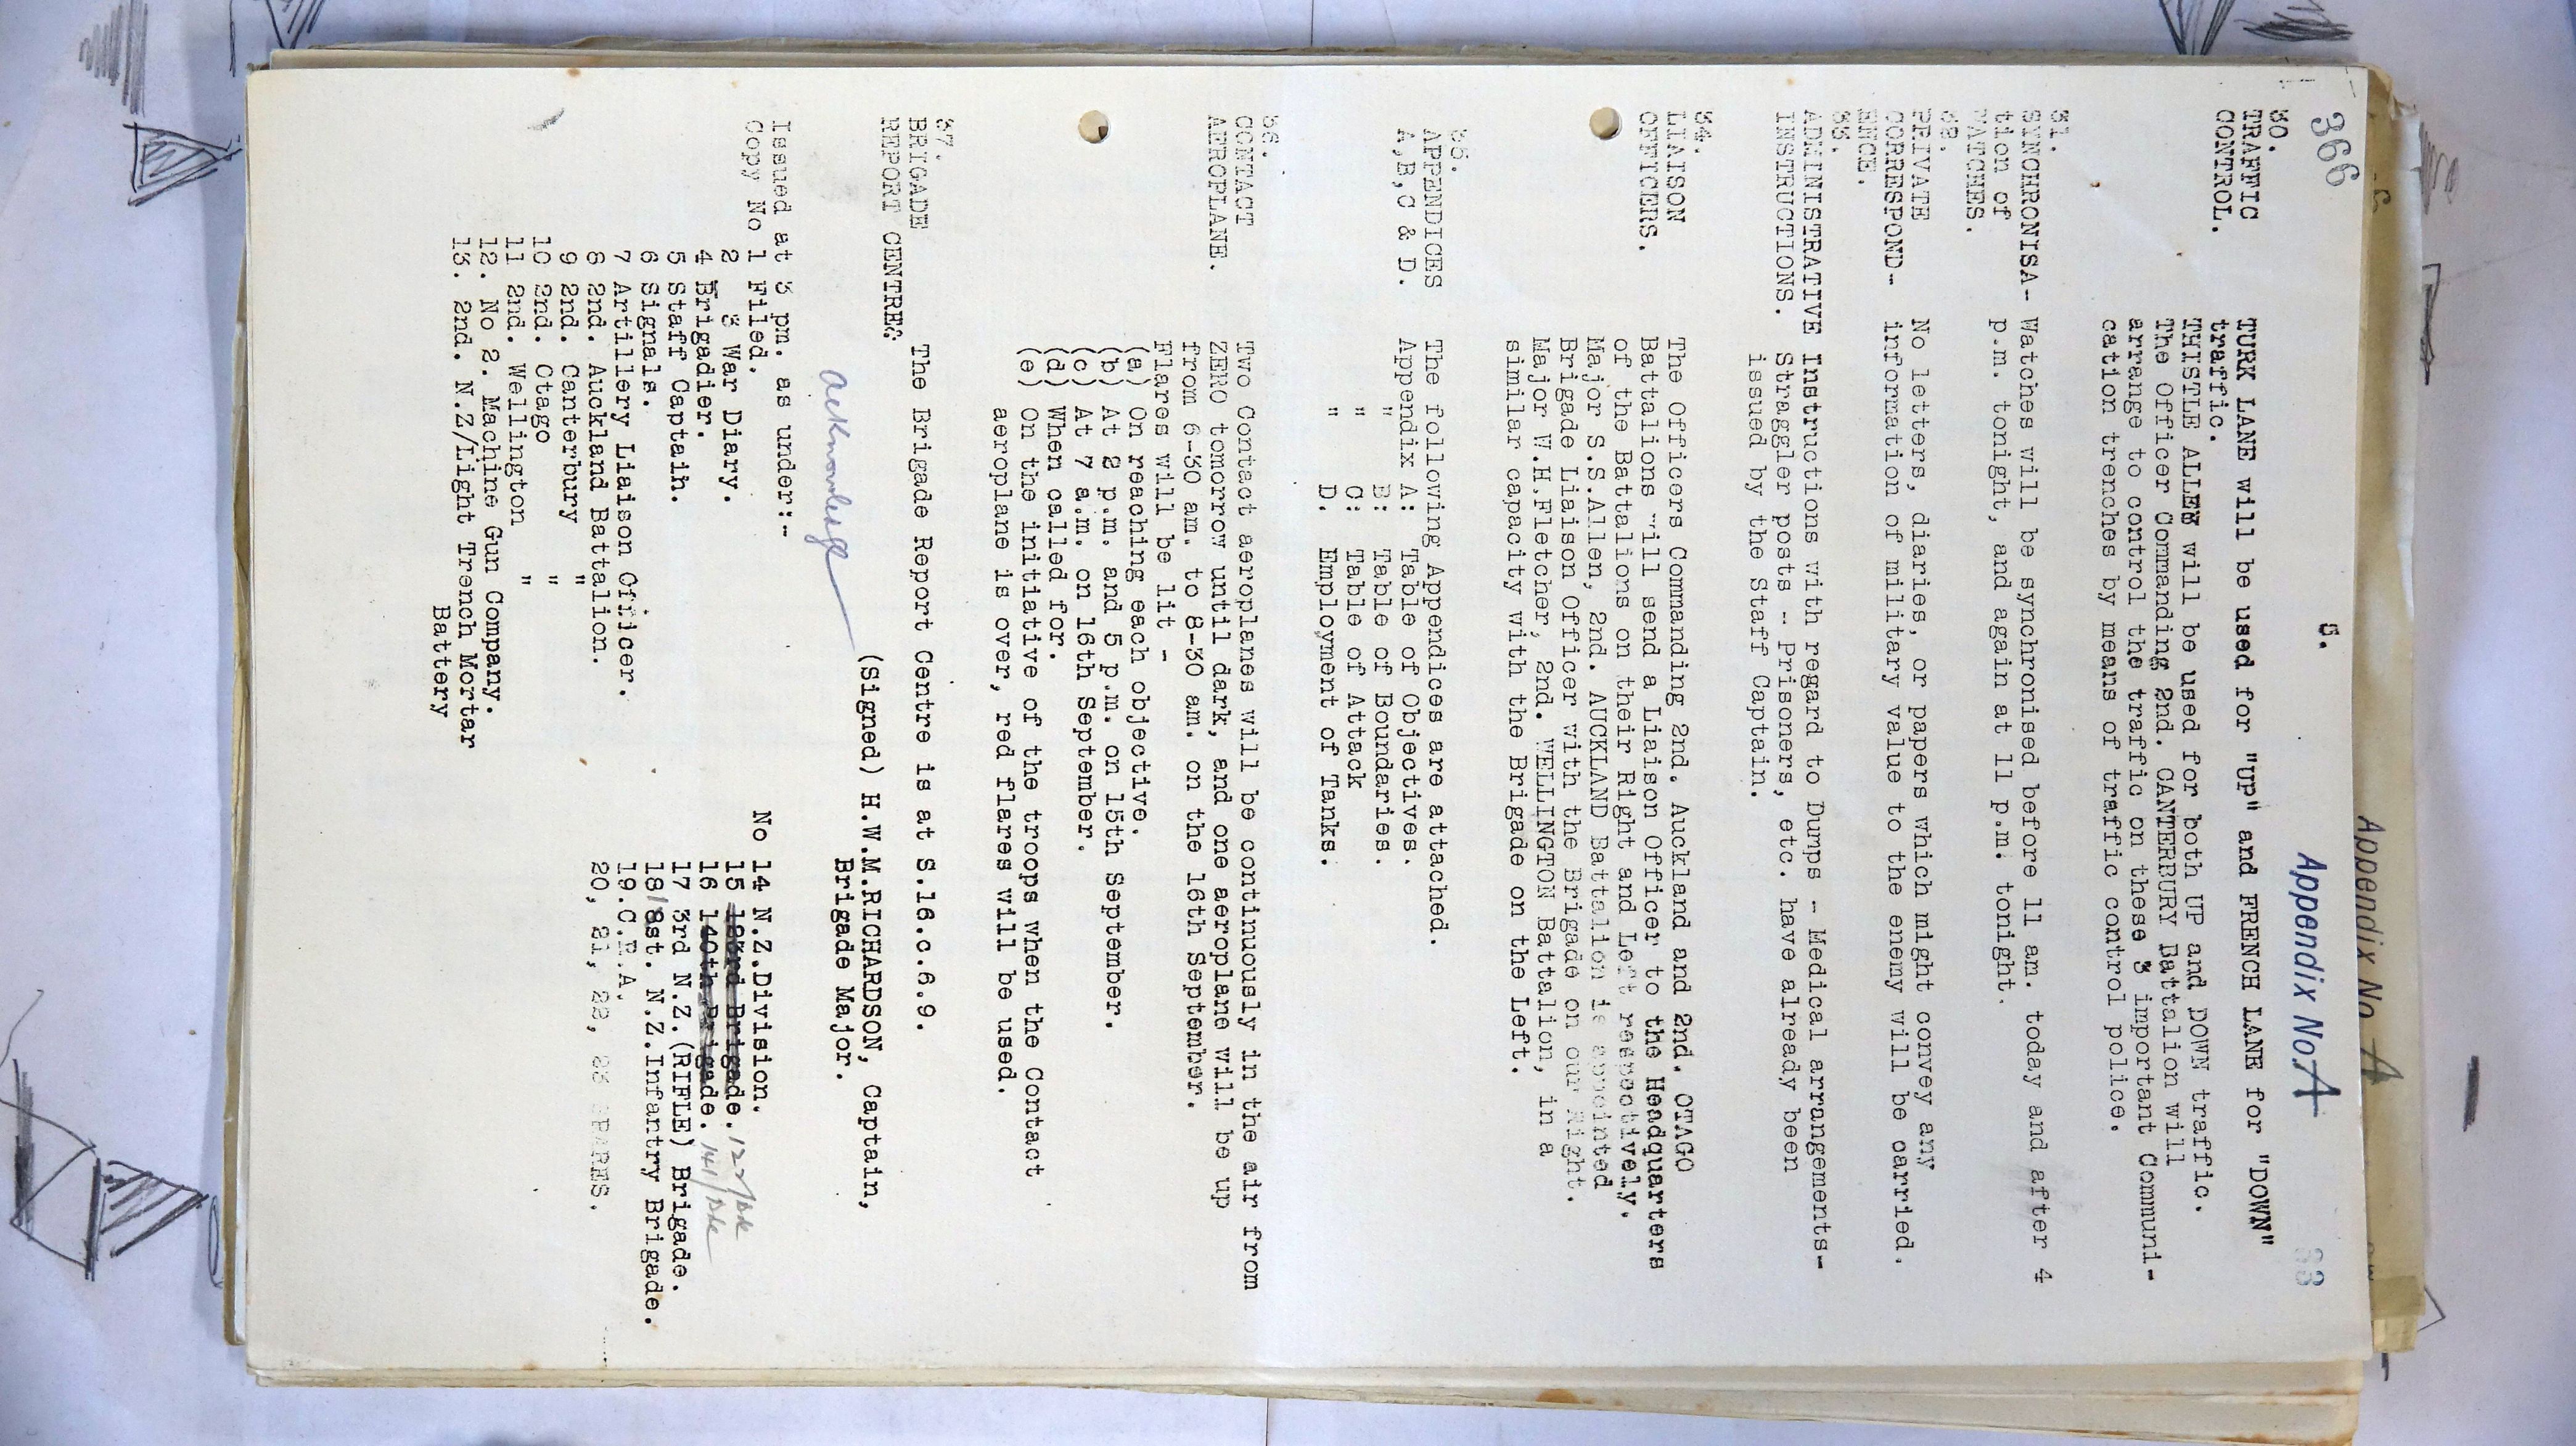 366
5.
Appendix No. A
Appendix No A
88
30.
TRAFFIC CONTROL.
TURK LANE will be used for "UP" and FRENCH LANE for "DOWN"
traffic.
THISTLE ALLEY will be used for both UP and DOWN traffic.
The Officer Commanding 2nd. CANTERBURY Battalion will
arrange to control the traffic on these 3 important Communi-
cation trenches by means of traffic control police.
31.
SYNCHRONISA-
tion of
WATCHES.
Watches will be synchronised before 11 am. today and after 4
p.m. tonight, and again at 11 p.m. tonight.
32.
PRIVATE
CORRESPOND-
ENCE.
No letters, diaries, or papers which might convey any
information of military value to the enemy will be carried.
33.
ADMINISTRATIVE
INSTRUCTIONS.
Instructions with regard to Dumps -- Medical arrangements-
Straggler posts -- Prisoners, etc. have already been
issued by the Staff Captain.
34.
LIAISON
OFFICERS.
The Officers Commanding 2nd. Auckland and 2nd. OTAGO
Battalions will send a Liaison Officer to the Headquarters
of the Battalions on their Right and Left respectively.
Major S.S.Allen, 2nd. AUCKLAND Battalion is appointed
Brigade Liaison Officer with the Brigade on our Right.
Major W.H.Fletcher, 2nd. WELLINGTON Battalion, in a
similar capacity with the Brigade on the Left.
35.
APPENDICES
A,B,C & D.
The following Appendices are attached.
Appendix A: Table of Objectives.
" B: Table of Boundaries.
" C: Table of Attack
" D. Employment of Tanks.
36.
CONTACT
AEROPLANE.
Two Contact aeroplanes will be continuously in the air from
ZERO tomorrow until dark, and one aeroplane will be up
from 6-30 am. to 8-30 am. on the 16th September.
Flares will be lit -
(a) On reaching each objective.
(b) At 2 p.m. and 5 p.m. on 15th September.
(c) At 7 a.m. on 16th September.
(d) When called for.
(e) On the initiative of the troops when the Contact
aeroplane is over, red flares will be used.
37.
BRIGADE
REPORT CENTRE:
The Brigade Report Centre is at S.16.c.6.9.
Acknowledge
(Signed) H.W.M.RICHARDSON, Captain,
Brigade Major.
Issued at 3 pm. as under:-
Copy No 1 Filed.
2 3 War Diary.
4 Brigadier.
5 Staff Captain.
6 Signals.
7 Artillery Liaison Officer.
8 2nd. Auckland Battalion.
9 2nd. Canterbury "
10 2nd. Otago "
11 2nd. Wellington "
12. No 2. Machine Gun Company.
13. 2nd. N.Z/Light Trench Mortar
Battery
No 14 N.Z.Division.
15 Brigade. 122/Bde
16 140th Brigade. 141/Bde
17 3rd N.Z.(RIFLE) Brigade.
18/ st. N.Z.Infantry Brigade.
19.C.R.A.
20, 21, 22, 23 SPARES.